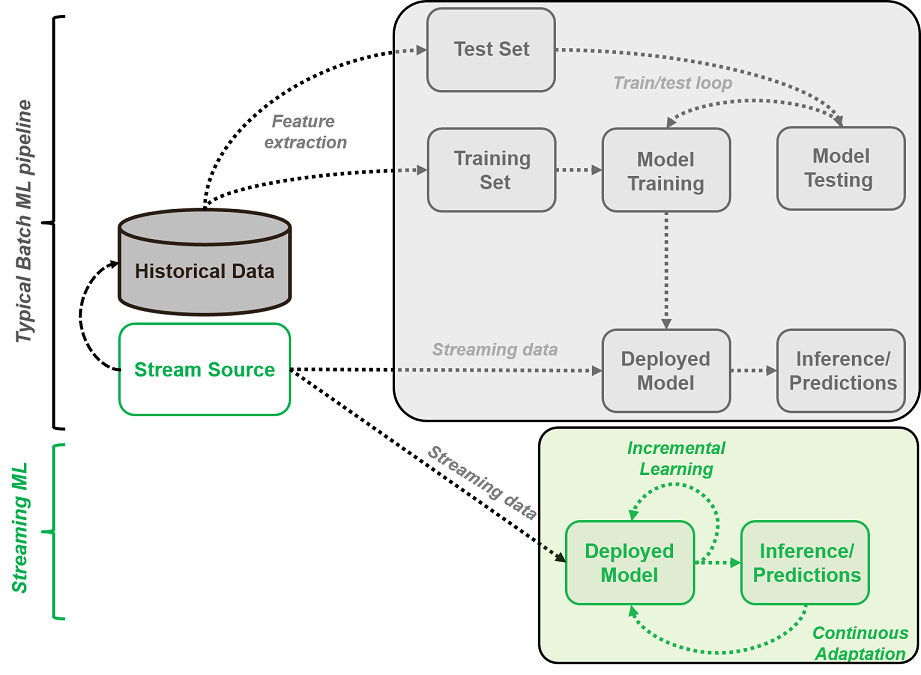 Typical Batch ML pipeline
Test Set
Train/test loop
Feature
extraction
Training
Set
Model
Training
Model
Testing
Historical Data
Stream Source
Streaming data
Deployed
Model
Inference/
Predictions
Streaming ML
Streaming data
Incremental
Learning
Deployed
Model
Inference/
Predictions
Continuous
Adaptation